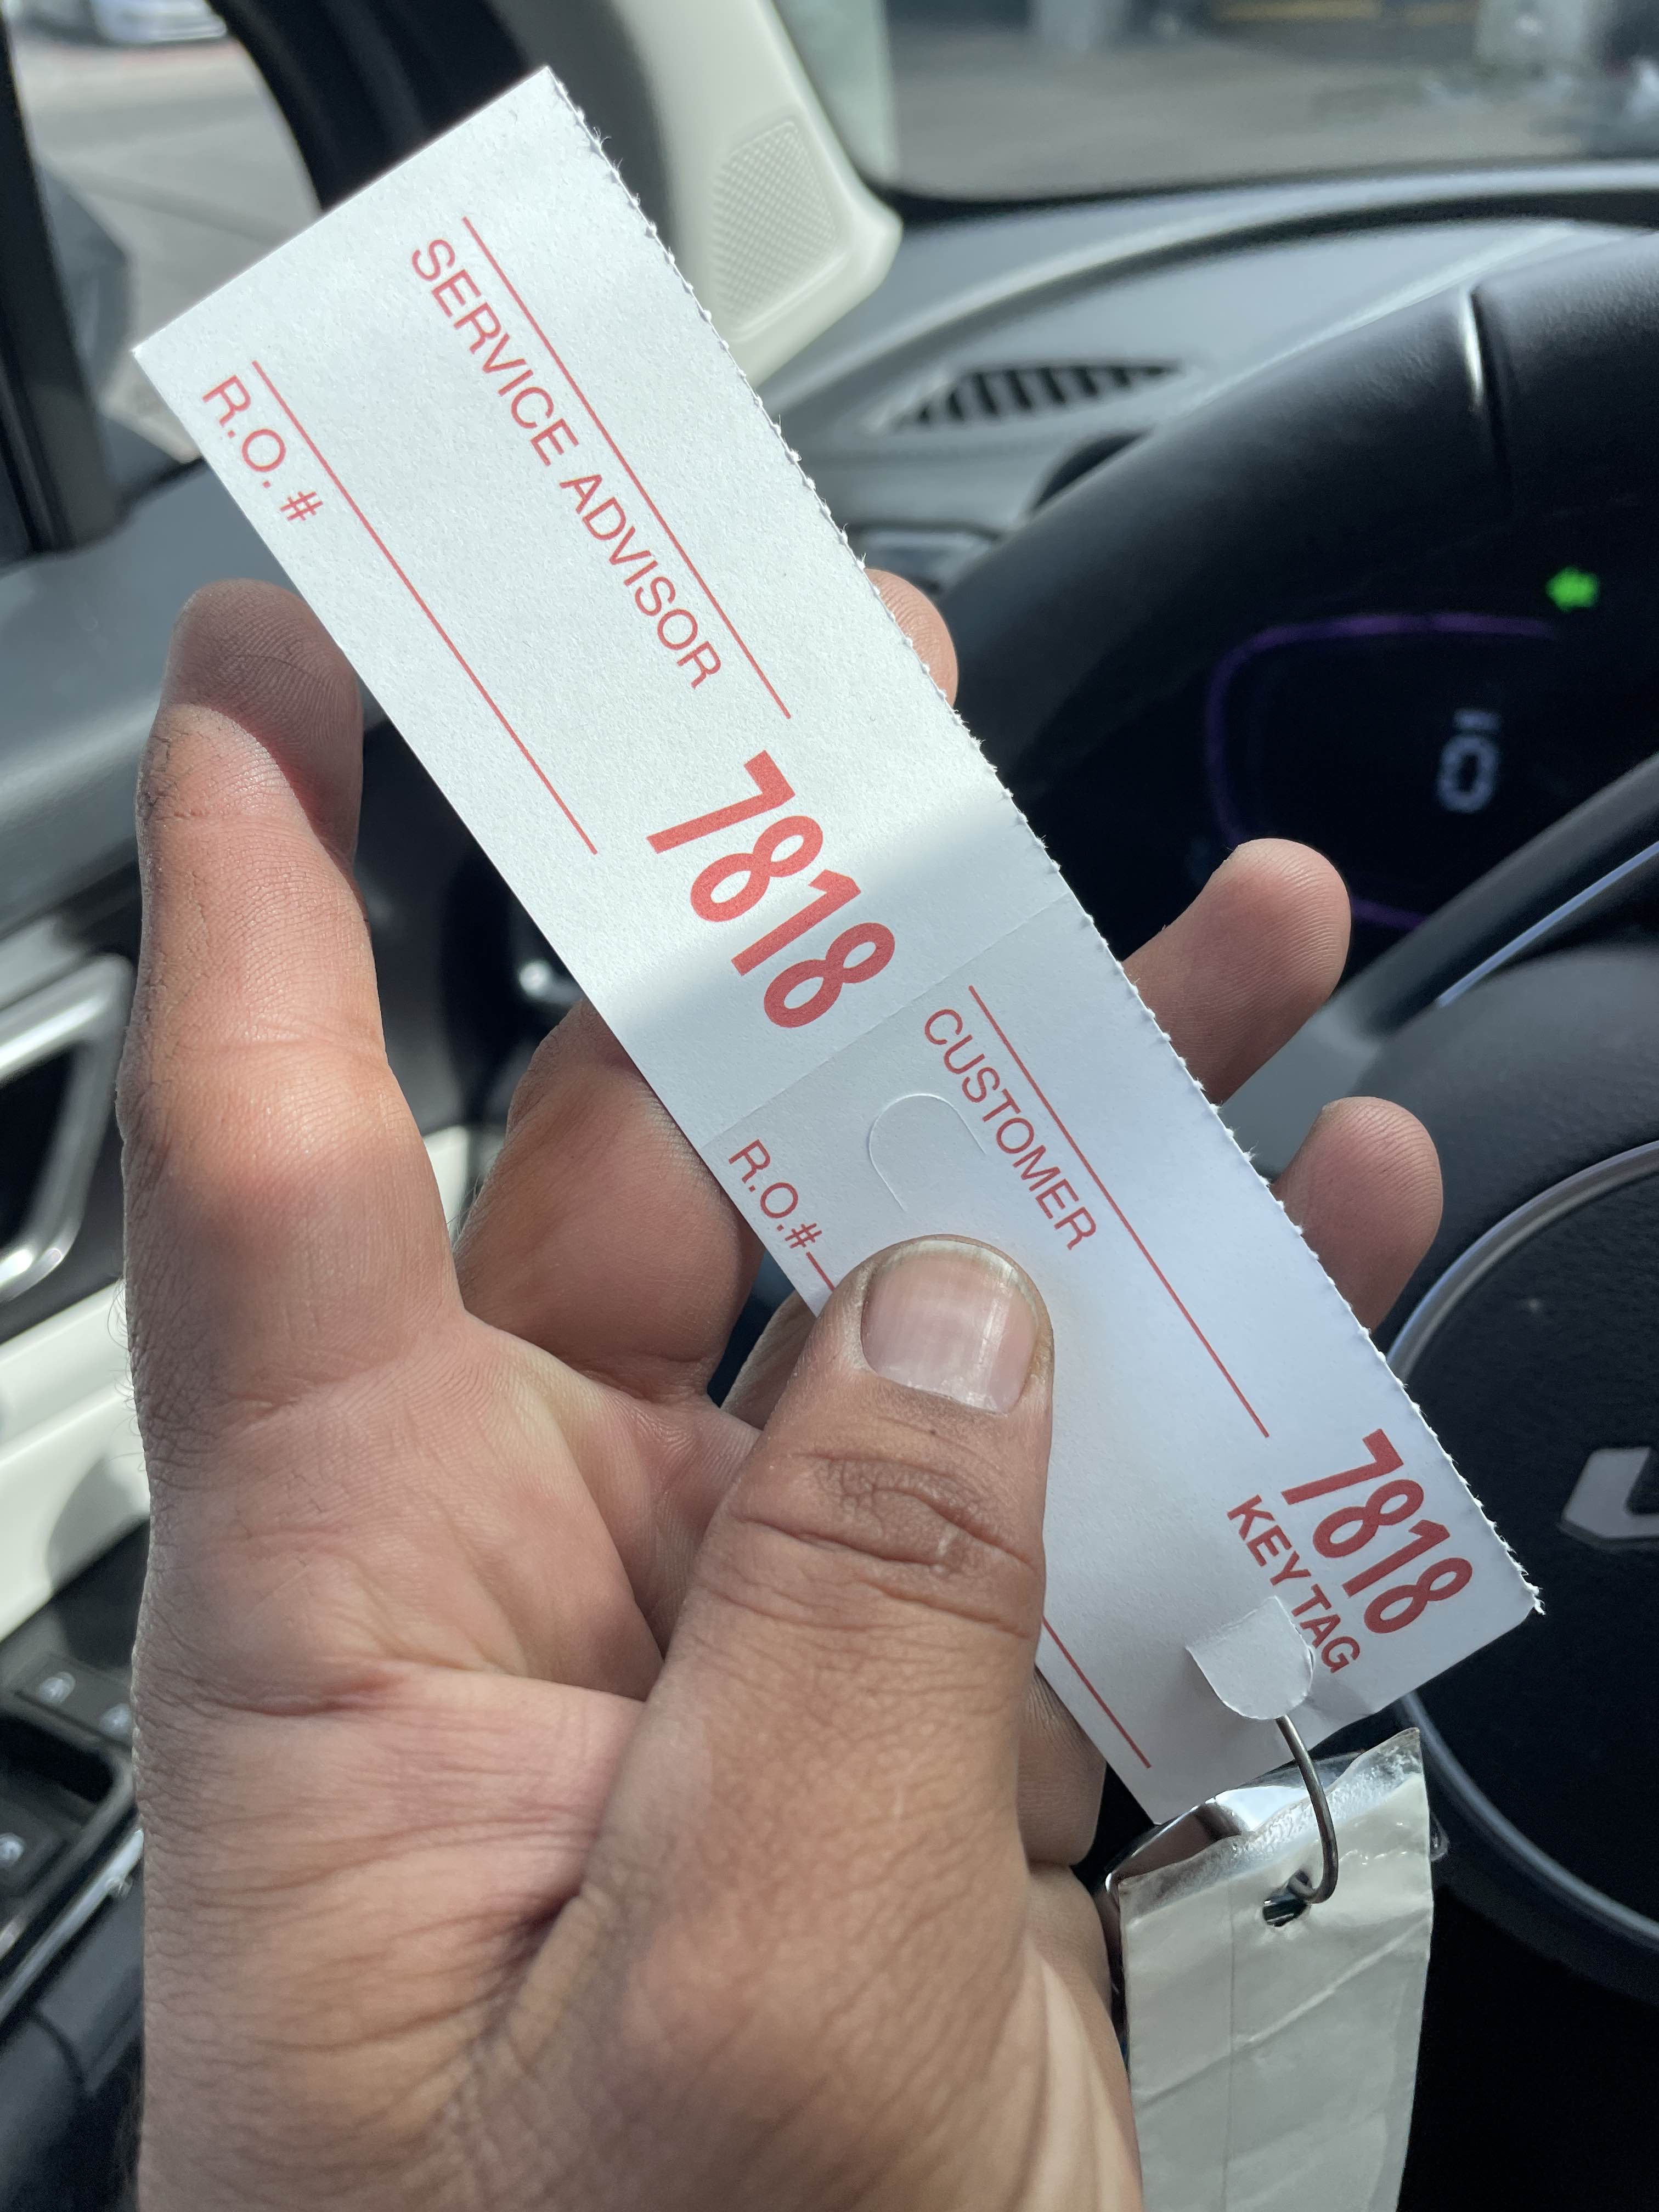 SERVICE ADVISOR
R.O. #
7818
CUSTOMER
R.O.#
7818
KEY TAG